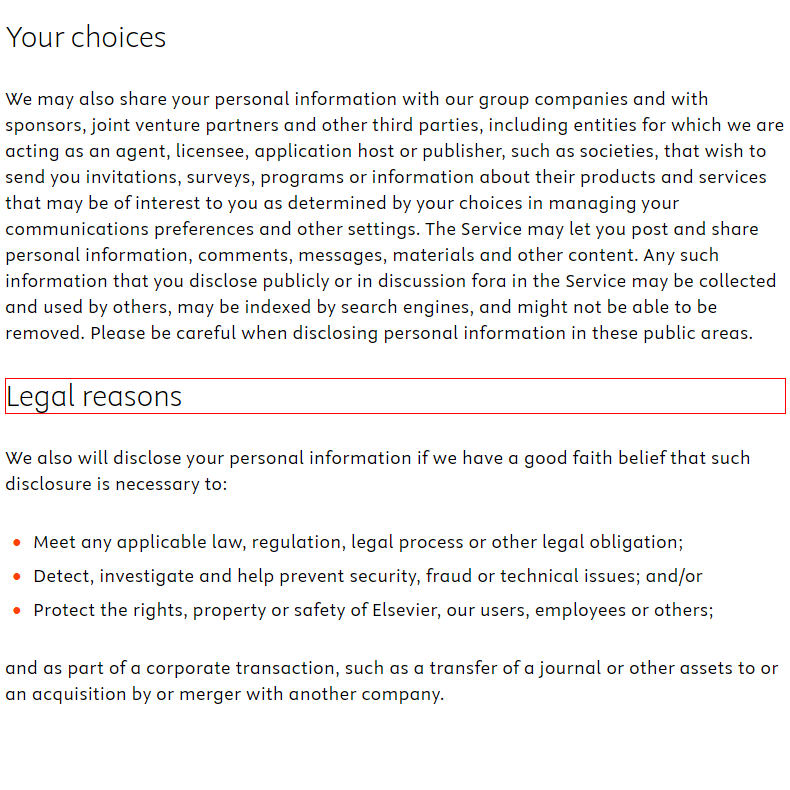 Your choices
We may also share your personal information with our group companies and with
sponsors, joint venture partners and other third parties, including entities for which we are
acting as an agent, licensee, application host or publisher, such as societies, that wish to
send you invitations, surveys, programs or information about their products and services
that may be of interest to you as determined by your choices in managing your
communications preferences and other settings. The Service may let you post and share
personal information, comments, messages, materials and other content. Any such
information that you disclose publicly or in discussion fora in the Service may be collected
and used by others, may be indexed by search engines, and might not be able to be
removed. Please be careful when disclosing personal information in these public areas.
Legal reasons
We also will disclose your personal information if we have a good faith belief that such
disclosure is necessary to:
• Meet any applicable law, regulation, legal process or other legal obligation;
• Detect, investigate and help prevent security, fraud or technical issues; and/or
• Protect the rights, property or safety of Elsevier, our users, employees or others;
and as part of a corporate transaction, such as a transfer of a journal or other assets to or
an acquisition by or merger with another company.